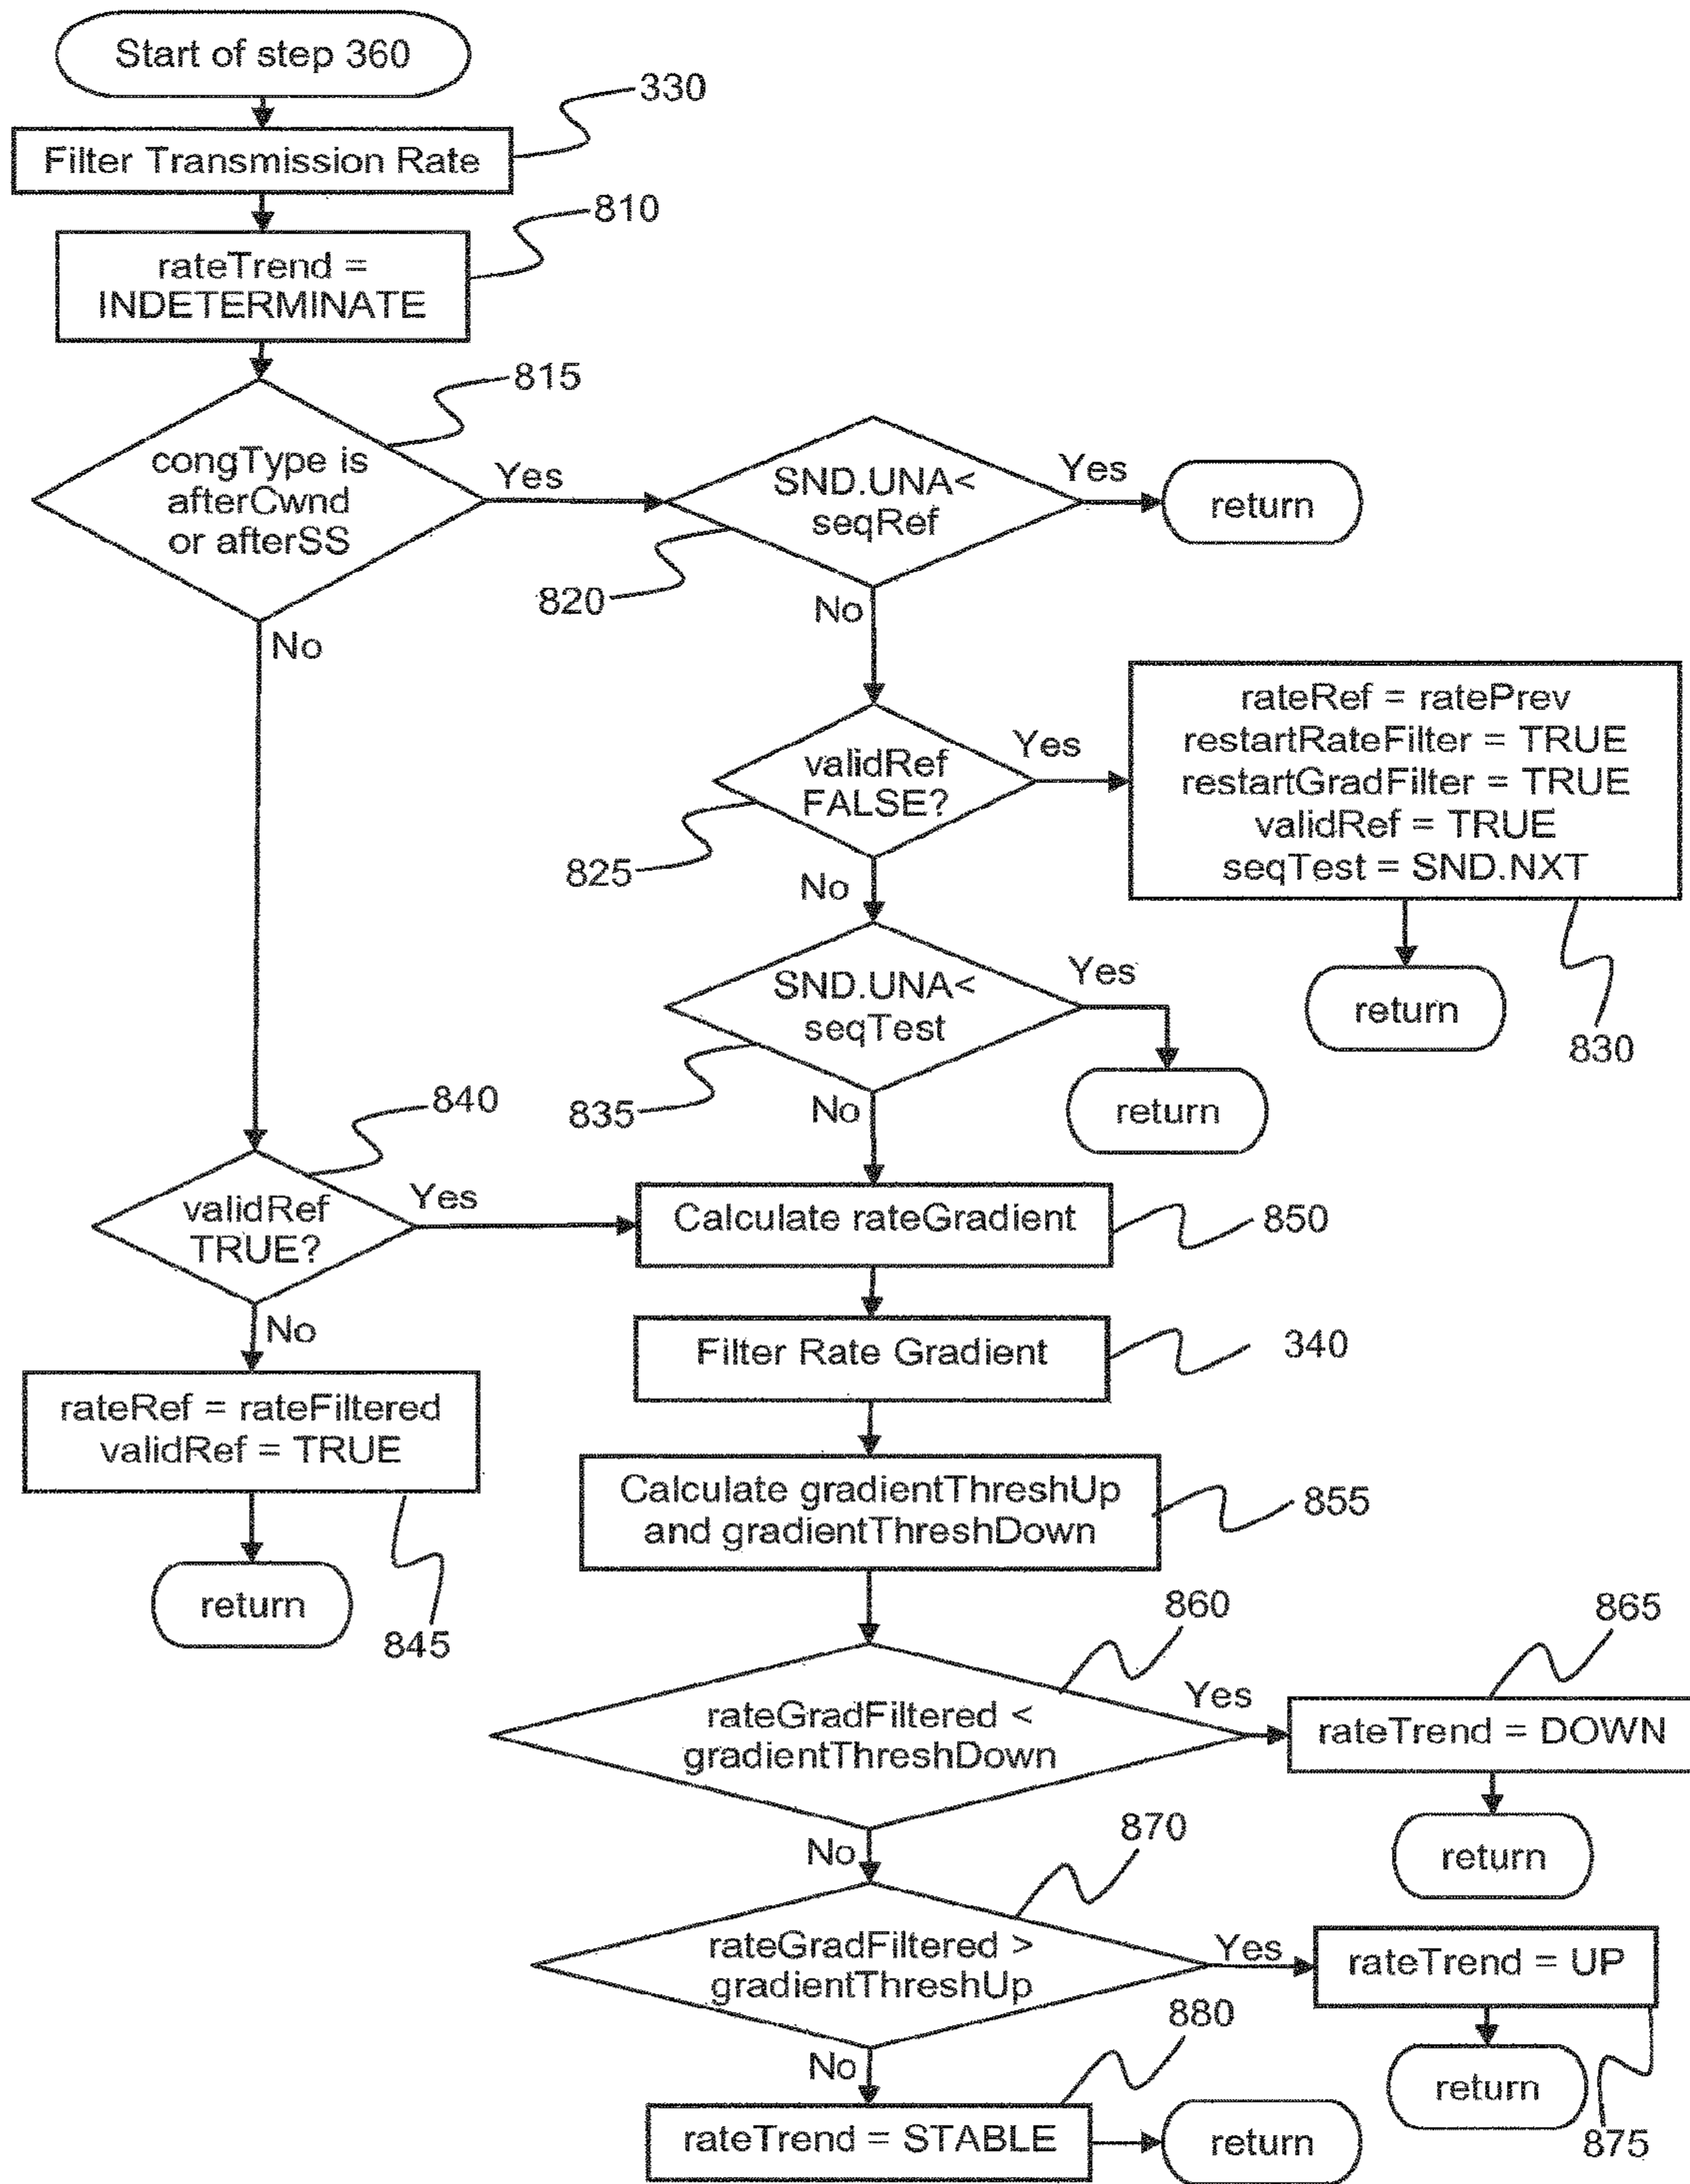 Start of step 360
330
Filter Transmission Rate
810
rateTrend =
INDETERMINATE
815
congType is
afterCwnd
or afterSS
Yes
SND.UNA<
seqRef
Yes
return
820
No
No
rateRef = ratePrev
restartRateFilter = TRUE
restartGradFilter = TRUE
validRef = TRUE
seqTest = SND.NXT
validRef
FALSE?
Yes
825
No
SND.UNA<
seqTest
Yes
return
830
835
No
return
840
validRef
TRUE?
Yes
Calculate rateGradient
850
No
Filter Rate Gradient
340
rateRef = rateFiltered
validRef = TRUE
Calculate gradientThreshUp
and gradientThreshDown
855
return
845
860
865
rateGradFiltered <
gradientThreshDown
Yes
rateTrend = DOWN
No
870
return
rateGradFiltered >
gradientThreshUp
Yes
rateTrend = UP
880
No
return
875
rateTrend = STABLE
return